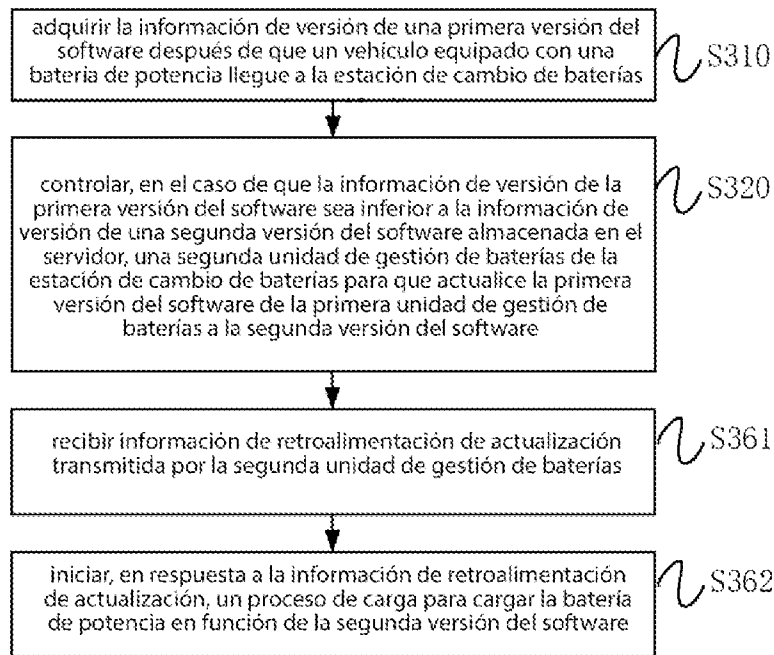 adquirir la información de versión de una primera versión del
software después de que un vehículo equipado con una
batería de potencia llegue a la estación de cambio de baterías
S310
controlar, en el caso de que la información de versión de la
primera versión del software sea inferior a la información de
versión de una segunda versión del software almacenada en el
servidor, una segunda unidad de gestión de baterías de la
estación de cambio de baterías para que actualice la primera
versión del software de la primera unidad de gestión de
baterías a la segunda versión del software
S320
recibir información de retroalimentación de actualización
transmitida por la segunda unidad de gestión de baterías
S361
iniciar, en respuesta a la información de retroalimentación
de actualización, un proceso de carga para cargar la batería
de potencia en función de la segunda versión del software
S362